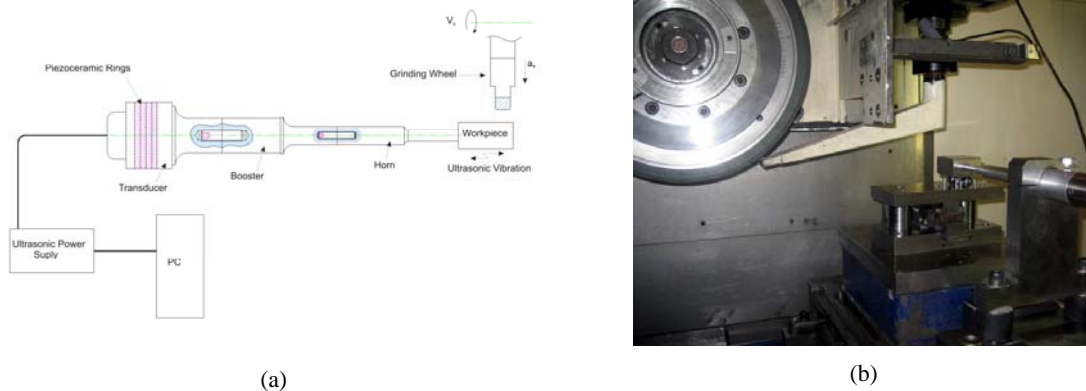 Vs
Piezoceramic Rings
Grinding Wheel
ae
Workpiece
Ultrasonic Vibration
Horn
Booster
Transducer
Ultrasonic Power
Suply
PC
(a)
(b)